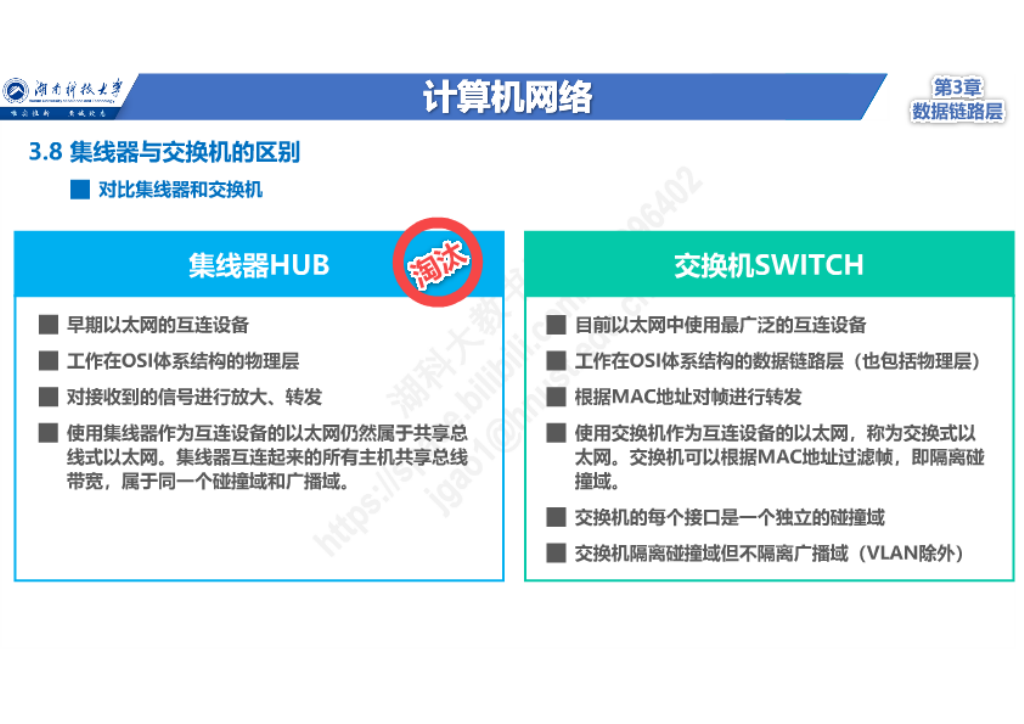 湖南科技大学
计算机网络
第3章
数据链路层
3.8 集线器与交换机的区别
对比集线器和交换机
集线器HUB
淘汰
早期以太网的互连设备
工作在OSI体系结构的物理层
对接收到的信号进行放大、转发
使用集线器作为互连设备的以太网仍然属于共享总
线式以太网。集线器互连起来的所有主机共享总线
带宽，属于同一个碰撞域和广播域。
交换机SWITCH
目前以太网中使用最广泛的互连设备
工作在OSI体系结构的数据链路层（也包括物理层）
根据MAC地址对帧进行转发
使用交换机作为互连设备的以太网，称为交换式以
太网。交换机可以根据MAC地址过滤帧，即隔离碰
撞域。
交换机的每个接口是一个独立的碰撞域
交换机隔离碰撞域但不隔离广播域（VLAN除外）
湖科大教书